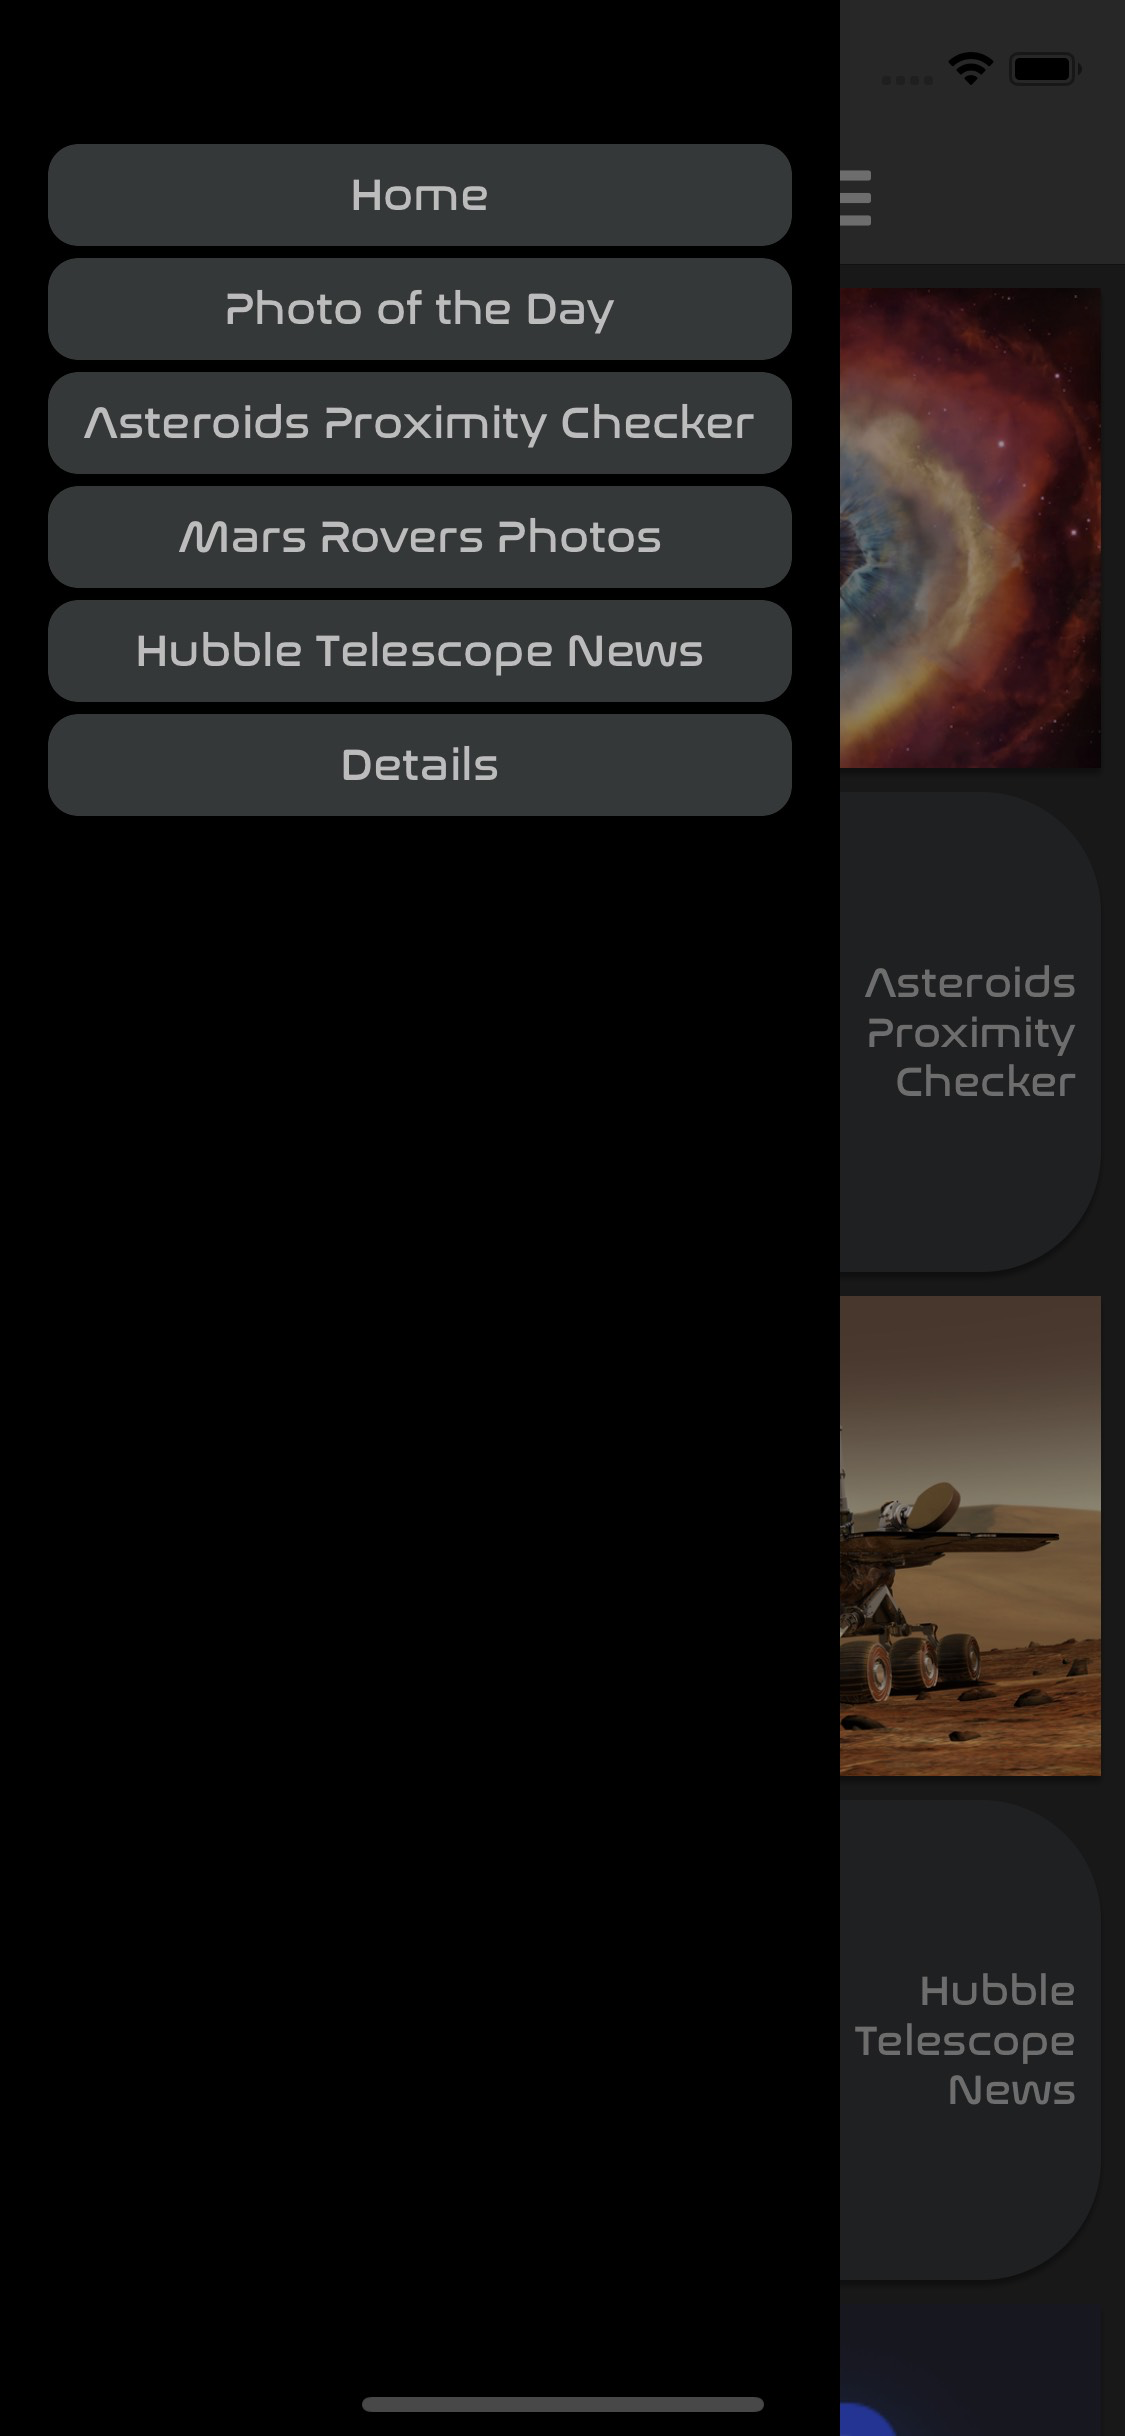 Home
Photo of the Day
Asteroids Proximity Checker
Mars Rovers Photos
Hubble Telescope News
Details
Asteroids
Proximity
Checker
Hubble
Telescope
News